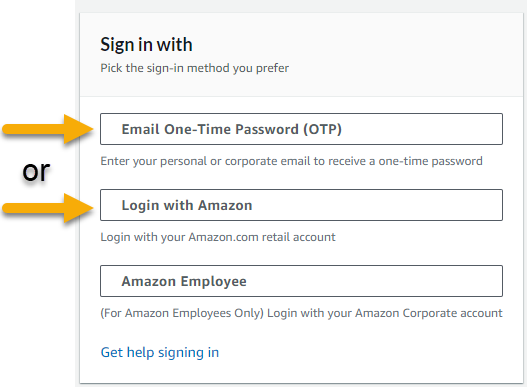 Sign in with
Pick the sign-in method you prefer
Email One-Time Password (OTP)
Enter your personal or corporate email to receive a one-time password
or
Login with Amazon
Login with your Amazon.com retail account
Amazon Employee
(For Amazon Employees Only) Login with your Amazon Corporate account
Get help signing in